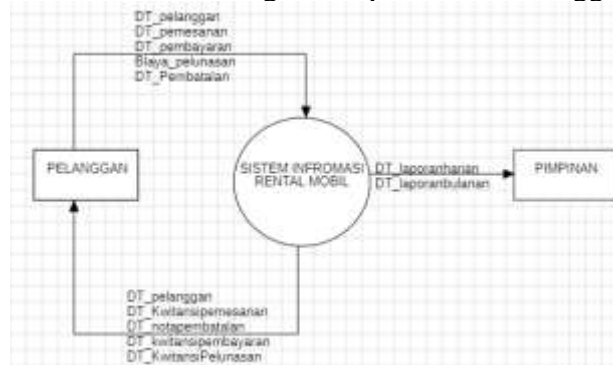 DT_pelanggan
DT_pemesanan
DT_pembayaran
Biaya_pelunasan
DT_Pembatalan
PELANGGAN
SISTEM INFROMASI
RENTAL MOBIL
DT_laporanharian
DT_laporanbulanan
PIMPINAN
DT_pelanggan
DT_Kwitansipemesanan
DT_notapembatalan
DT_kwitansipembayaran
DT_KwitansiPelunasan